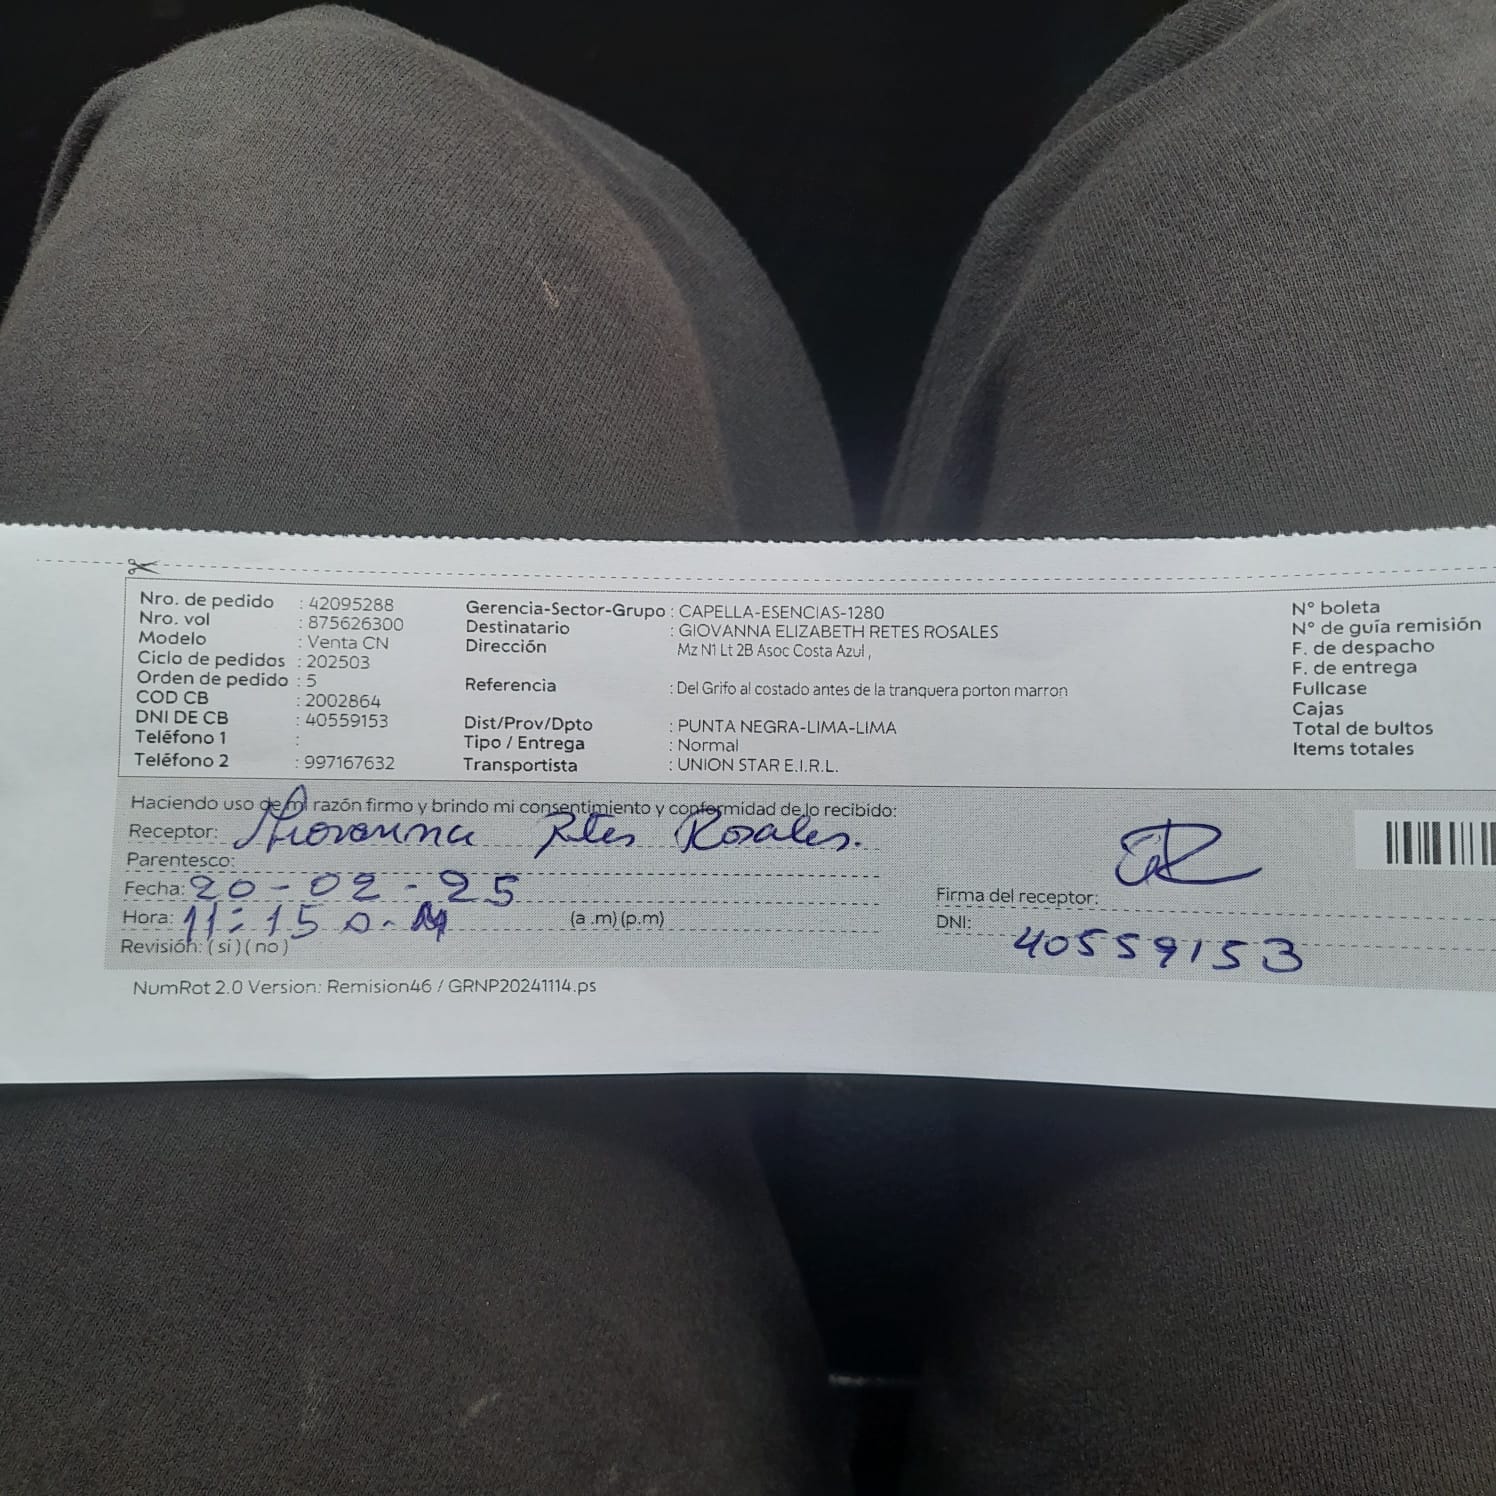 Nro. de pedido : 42095288
Nro. vol : 875626300
Modelo : Venta CN
Ciclo de pedidos : 202503
Orden de pedido : 5
COD CB : 2002864
DNI DE CB : 40559153
Teléfono 1 :
Teléfono 2 : 997167632
Gerencia-Sector-Grupo : CAPELLA-ESENCIAS-1280
Destinatario : GIOVANNA ELIZABETH RETES ROSALES
Dirección Mz N1 Lt 2B Asoc Costa Azul ,
Referencia : Del Grifo al costado antes de la tranquera porton marron
Dist/Prov/Dpto : PUNTA NEGRA-LIMA-LIMA
Tipo / Entrega : Normal
Transportista : UNION STAR E.I.R.L.
N° boleta
N° de guía remisión
F. de despacho
F. de entrega
Fullcase
Cajas
Total de bultos
Items totales
Haciendo uso de mi razón firmo y brindo mi consentimiento y conformidad de lo recibido:
Receptor: Giovanna Retes Rosales.
Parentesco:
Fecha: 20-02-25
Hora: 11:15 a.M (a .m) (p.m)
Revisión: ( si ) ( no )
Firma del receptor:
DNI: 40559153
NumRot 2.0 Version: Remision46 / GRNP20241114.ps